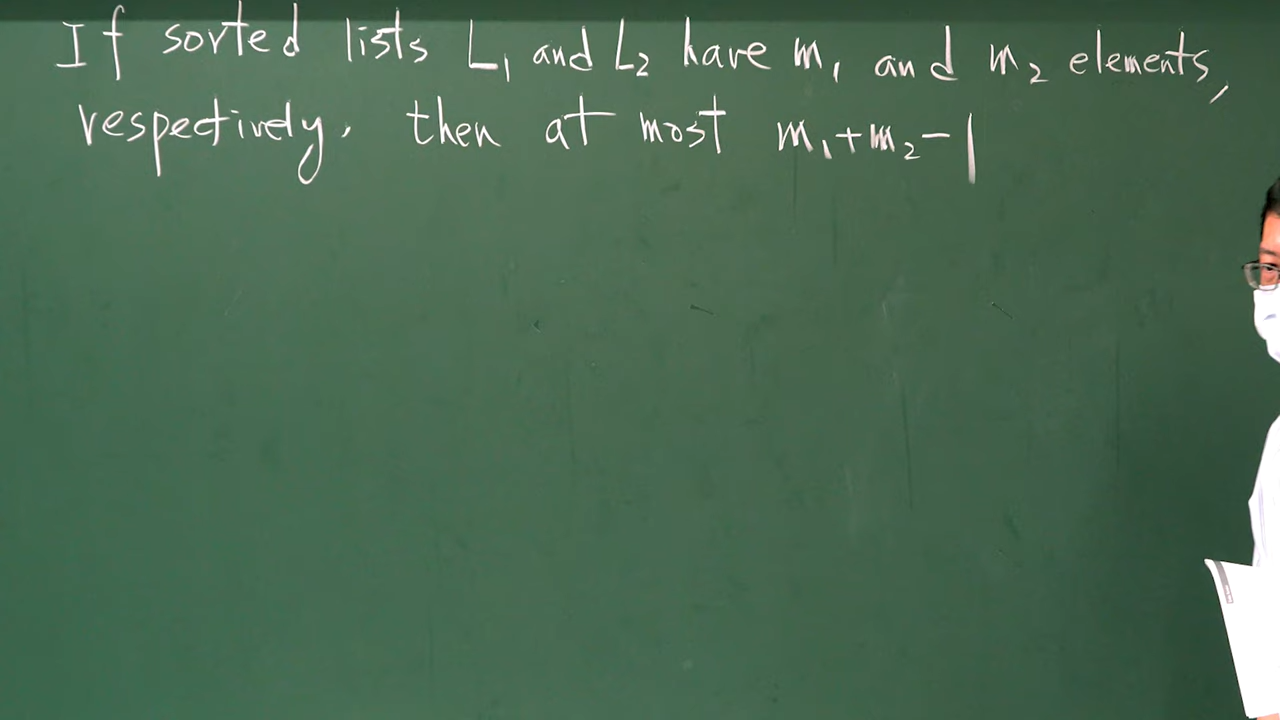 If sorted lists L₁ and L₂ have m₁ and m₂ elements,
respectively, then at most m₁+m₂-1